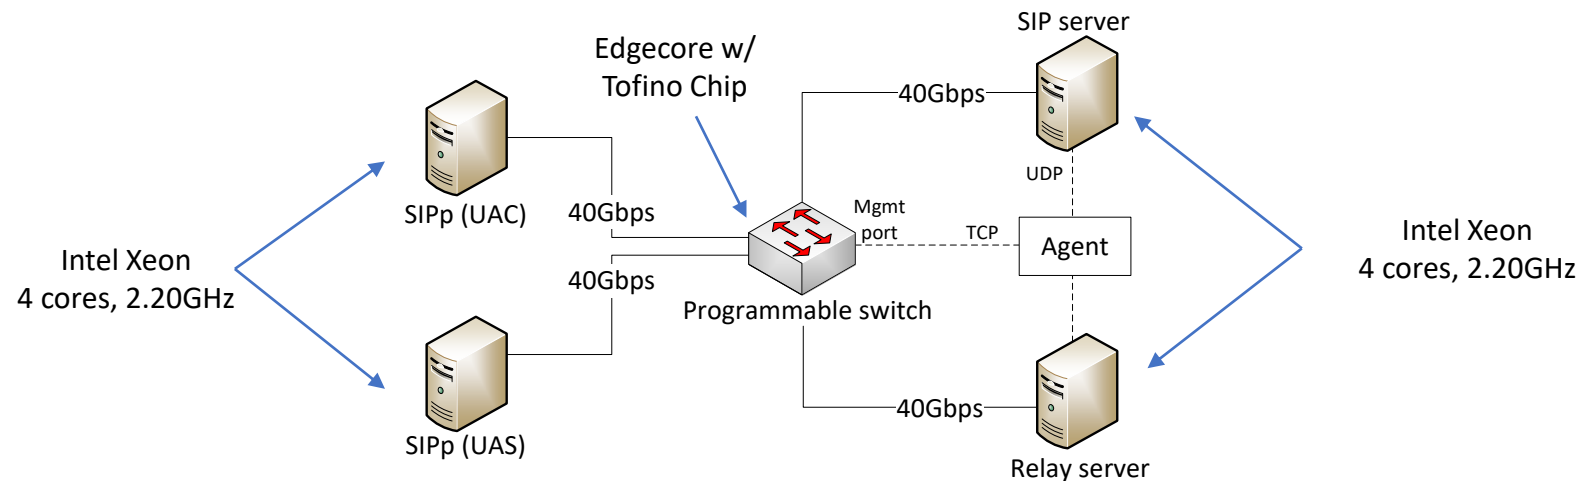 SIP server
Edgecore w/
Tofino Chip
40Gbps
UDP
SIPp (UAC)
40Gbps
Mgmt
port
TCP
Agent
Intel Xeon
4 cores, 2.20GHz
Intel Xeon
4 cores, 2.20GHz
40Gbps
Programmable switch
40Gbps
SIPp (UAS)
Relay server